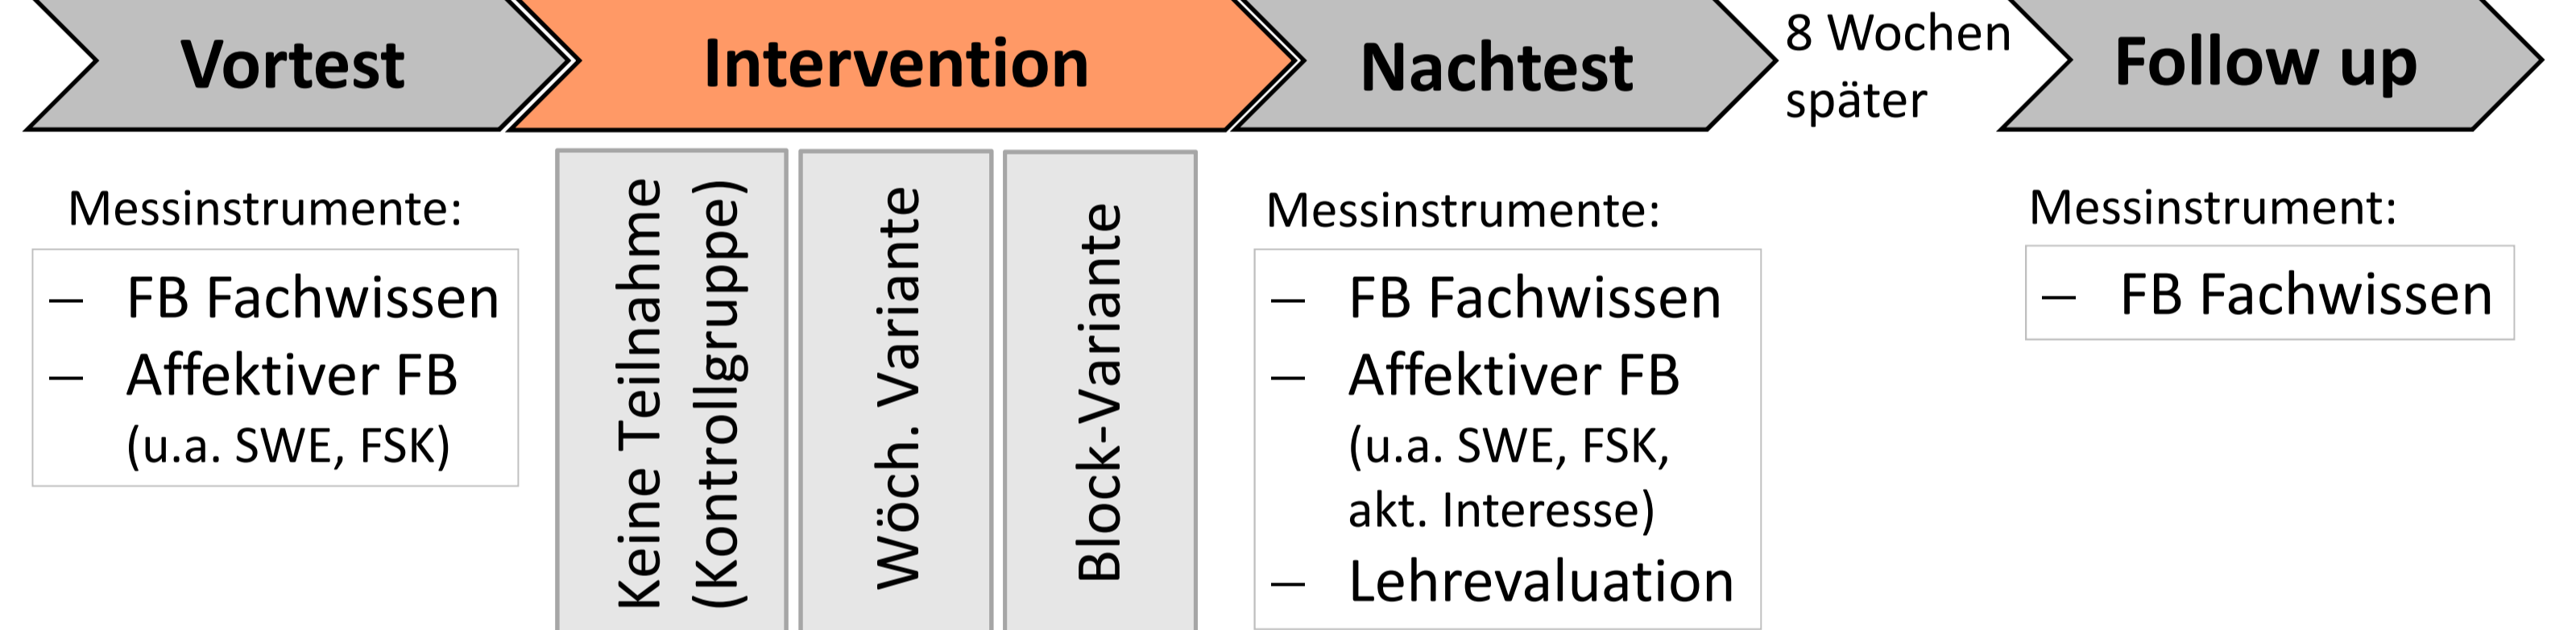 Vortest
Intervention
Nachtest
8 Wochen
später
Follow up
Messinstrumente:
– FB Fachwissen
– Affektiver FB
(u.a. SWE, FSK)
Keine Teilnahme
(Kontrollgruppe)
Wöch. Variante
Block-Variante
Messinstrumente:
– FB Fachwissen
– Affektiver FB
(u.a. SWE, FSK,
akt. Interesse)
– Lehrevaluation
Messinstrument:
– FB Fachwissen